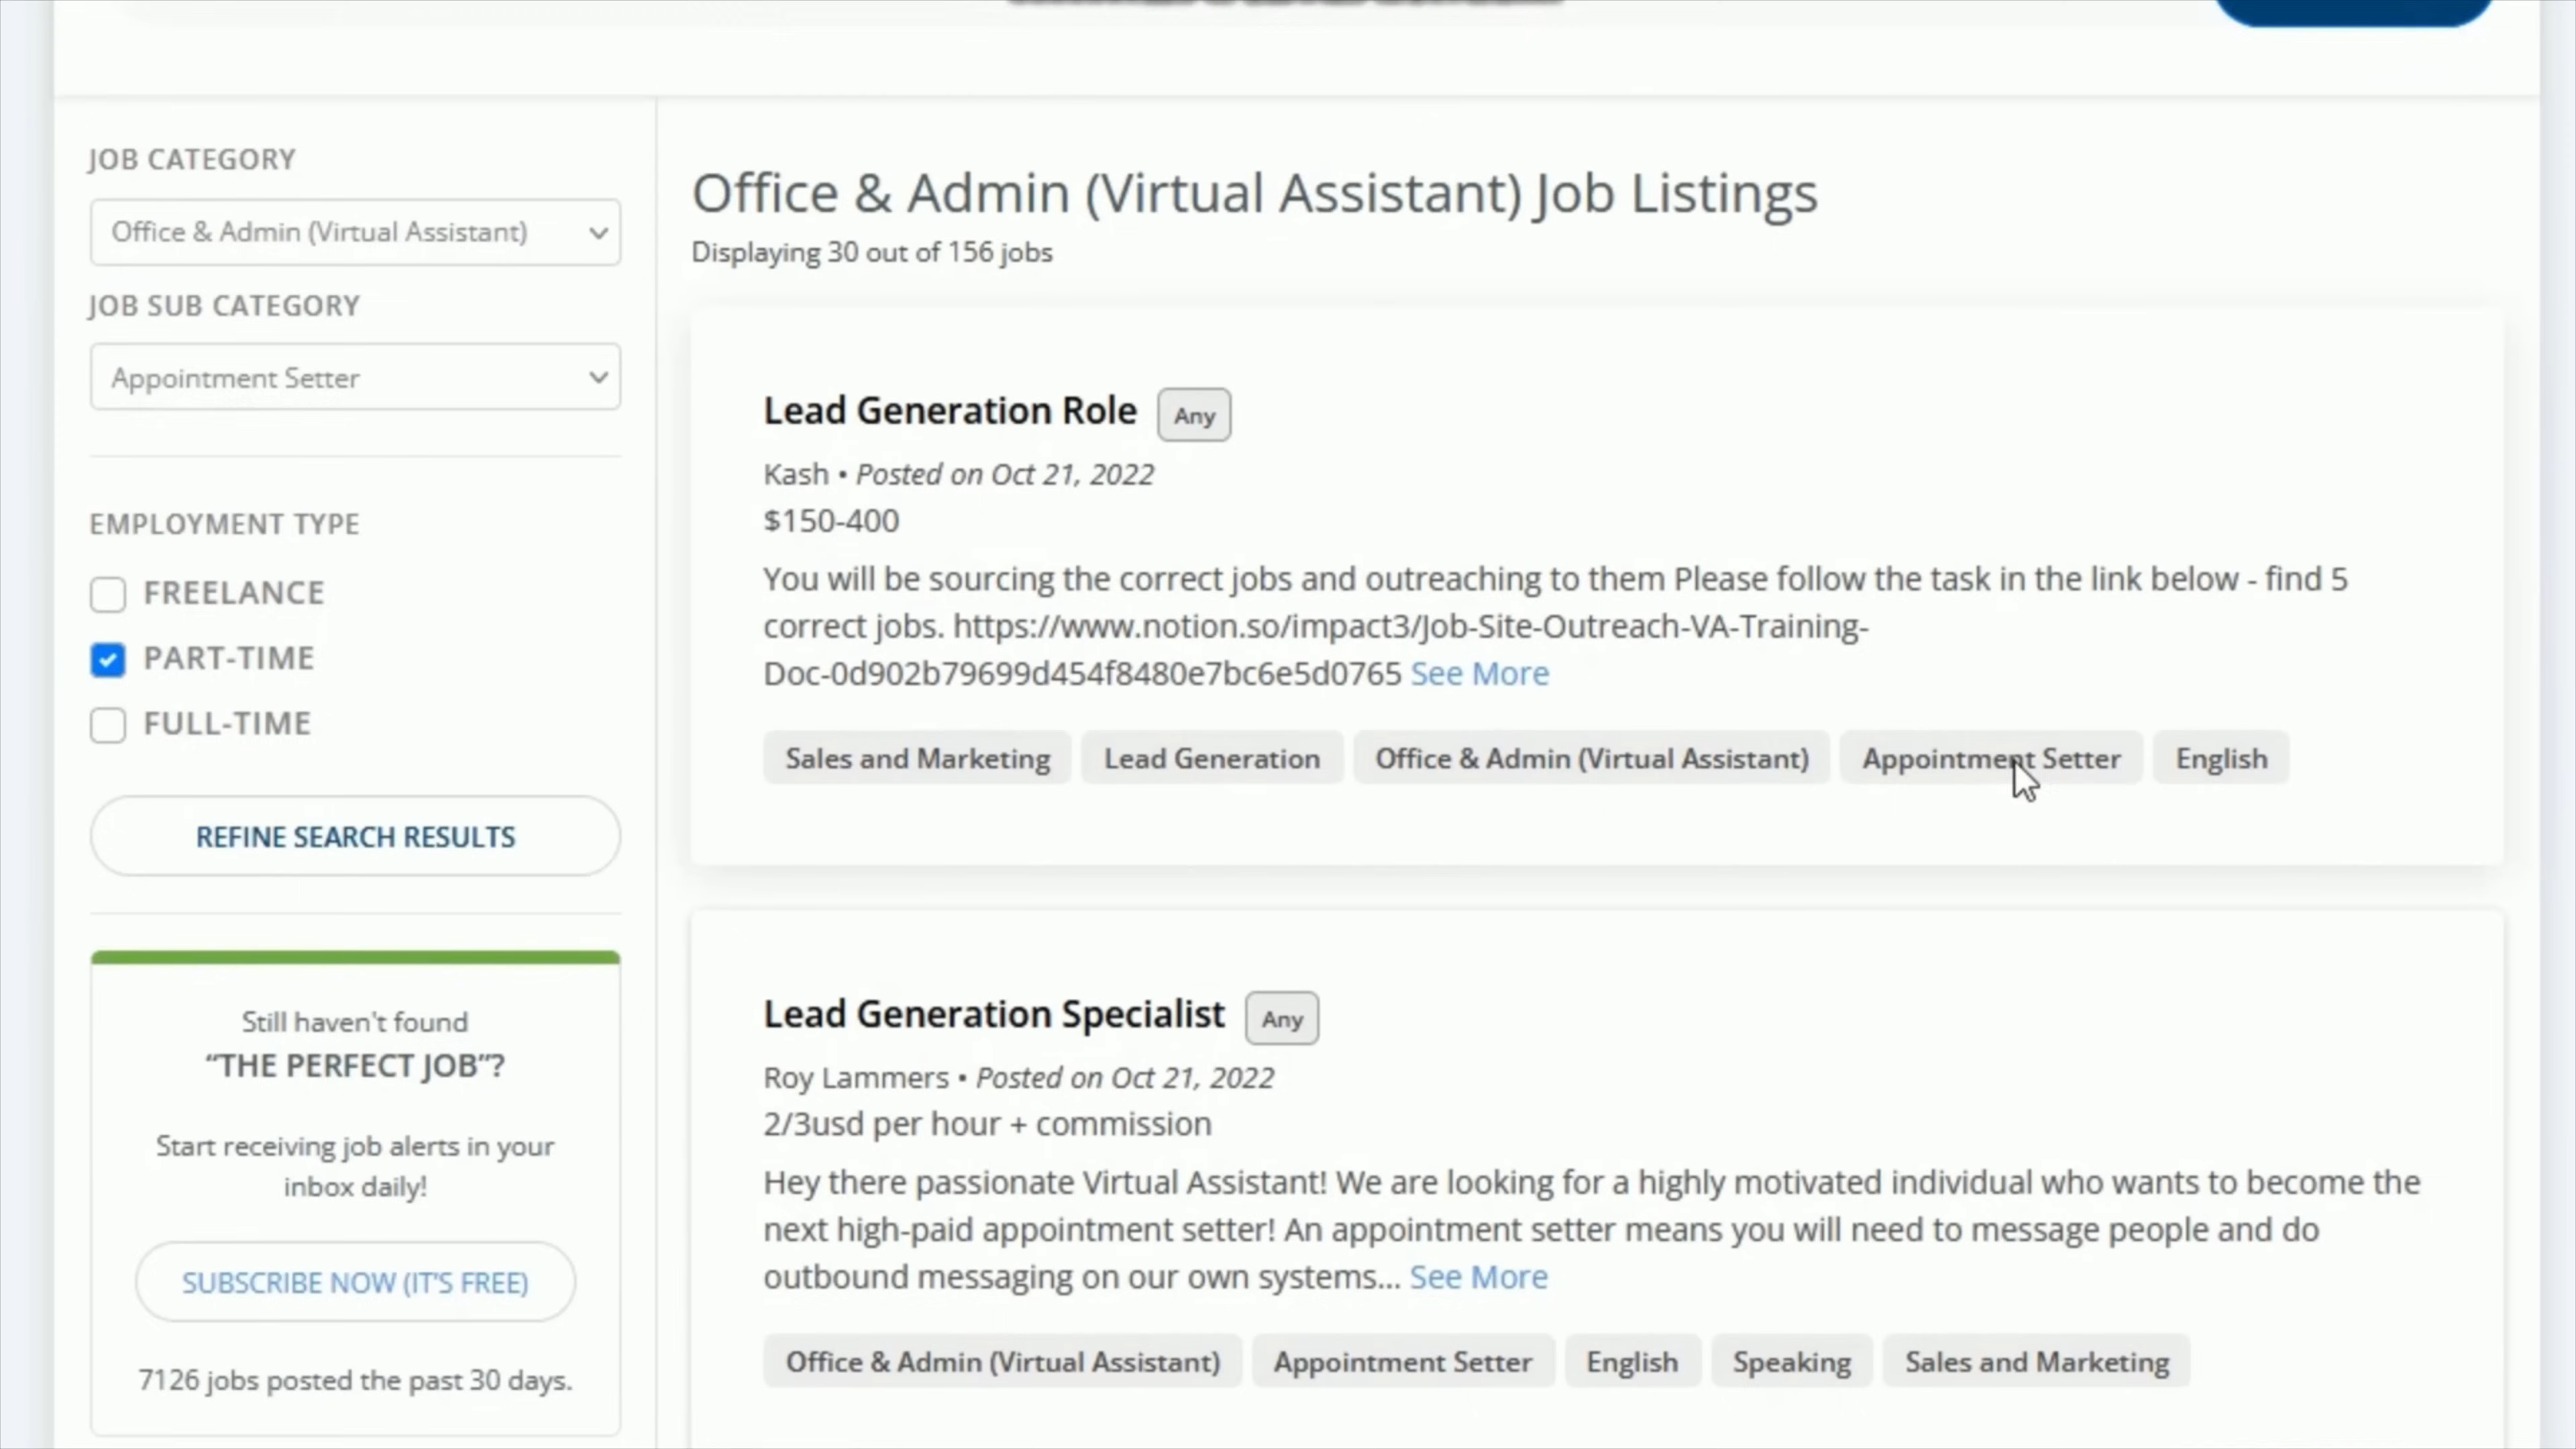 JOB CATEGORY
Office & Admin (Virtual Assistant)
JOB SUB CATEGORY
Appointment Setter
EMPLOYMENT TYPE
FREELANCE
PART-TIME
FULL-TIME
REFINE SEARCH RESULTS
Still haven't found
“THE PERFECT JOB”?
Start receiving job alerts in your
inbox daily!
SUBSCRIBE NOW (IT'S FREE)
7126 jobs posted the past 30 days.
Office & Admin (Virtual Assistant) Job Listings
Displaying 30 out of 156 jobs
Lead Generation Role Any
Kash • Posted on Oct 21, 2022
$150-400
You will be sourcing the correct jobs and outreaching to them Please follow the task in the link below - find 5
correct jobs. https://www.notion.so/impact3/Job-Site-Outreach-VA-Training-
Doc-0d902b79699d454f8480e7bc6e5d0765 See More
Sales and Marketing Lead Generation Office & Admin (Virtual Assistant) Appointment Setter English
Lead Generation Specialist Any
Roy Lammers • Posted on Oct 21, 2022
2/3usd per hour + commission
Hey there passionate Virtual Assistant! We are looking for a highly motivated individual who wants to become the
next high-paid appointment setter! An appointment setter means you will need to message people and do
outbound messaging on our own systems... See More
Office & Admin (Virtual Assistant) Appointment Setter English Speaking Sales and Marketing